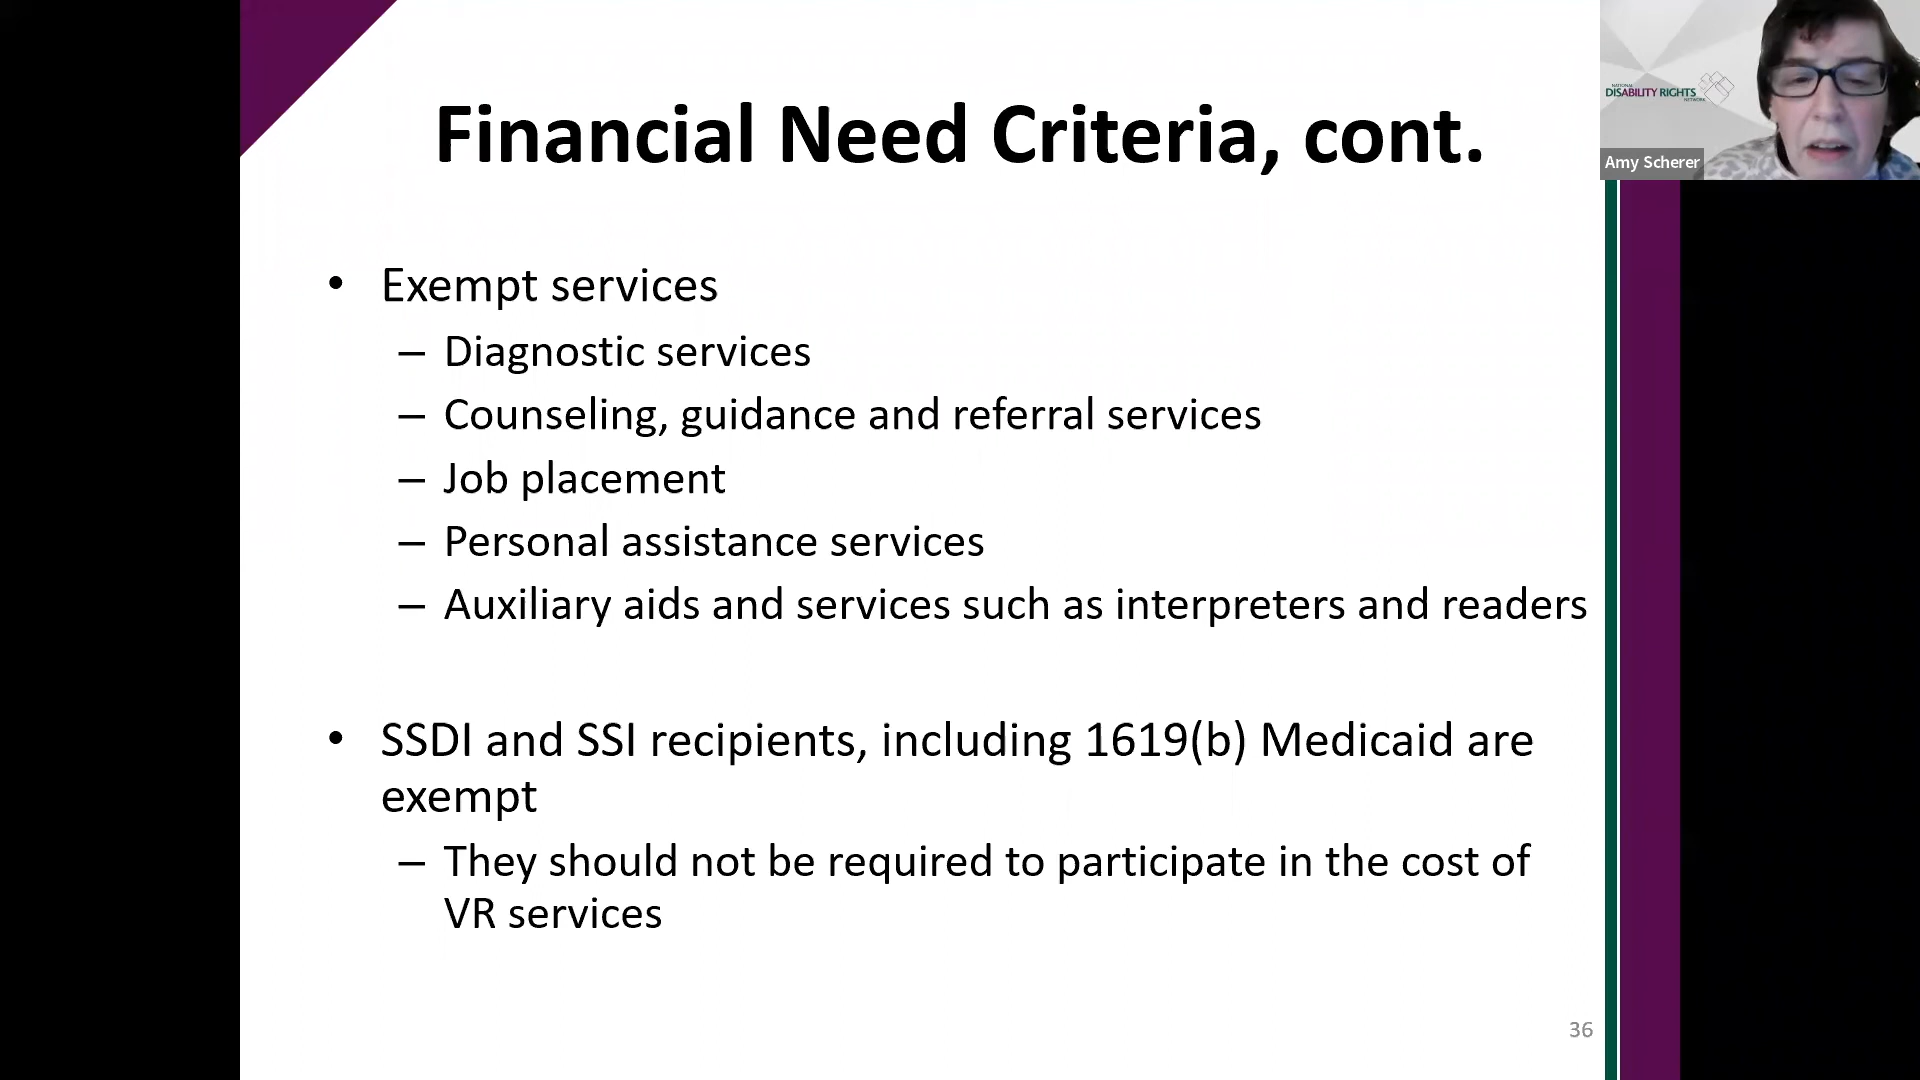 Financial Need Criteria, cont.
NATIONAL
DISABILITY RIGHTS
NETWORK
Amy Scherer
• Exempt services
– Diagnostic services
– Counseling, guidance and referral services
– Job placement
– Personal assistance services
– Auxiliary aids and services such as interpreters and readers
• SSDI and SSI recipients, including 1619(b) Medicaid are
exempt
– They should not be required to participate in the cost of
VR services
36